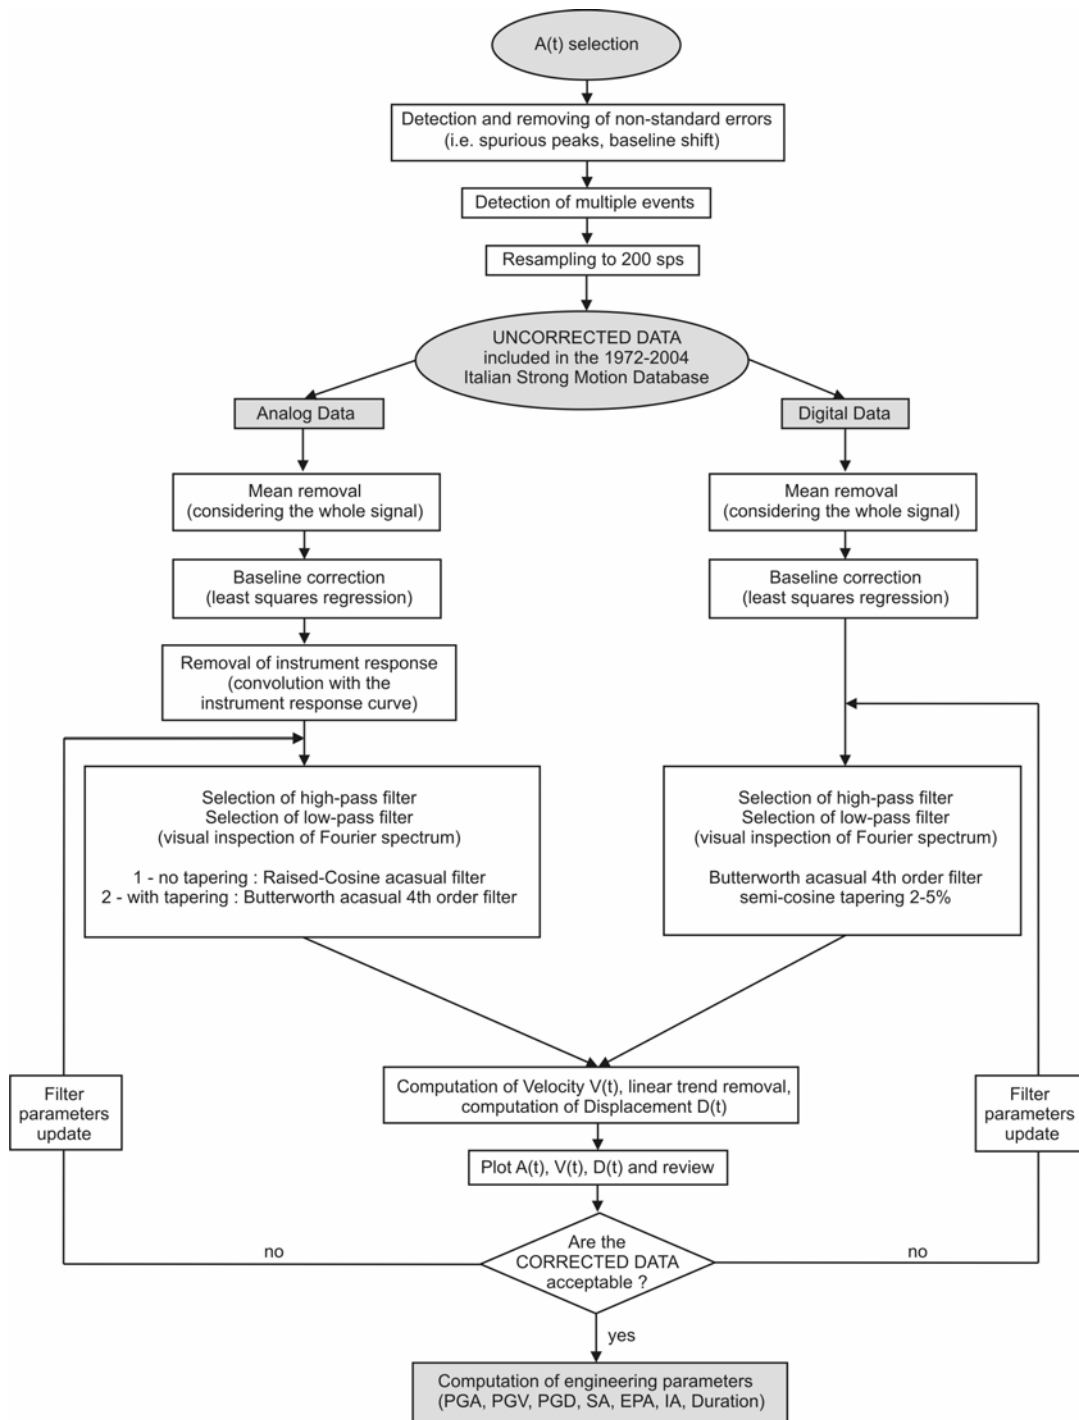 A(t) selection
Detection and removing of non-standard errors
(i.e. spurious peaks, baseline shift)
Detection of multiple events
Resampling to 200 sps
UNCORRECTED DATA
included in the 1972-2004
Italian Strong Motion Database
Analog Data
Digital Data
Mean removal
(considering the whole signal)
Mean removal
(considering the whole signal)
Baseline correction
(least squares regression)
Baseline correction
(least squares regression)
Removal of instrument response
(convolution with the
instrument response curve)
Selection of high-pass filter
Selection of low-pass filter
(visual inspection of Fourier spectrum)
1 - no tapering : Raised-Cosine acasual filter
2 - with tapering : Butterworth acasual 4th order filter
Selection of high-pass filter
Selection of low-pass filter
(visual inspection of Fourier spectrum)
Butterworth acasual 4th order filter
semi-cosine tapering 2-5%
Filter
parameters
update
Computation of Velocity V(t), linear trend removal,
computation of Displacement D(t)
Filter
parameters
update
Plot A(t), V(t), D(t) and review
no
Are the
CORRECTED DATA
acceptable ?
no
yes
Computation of engineering parameters
(PGA, PGV, PGD, SA, EPA, IA, Duration)